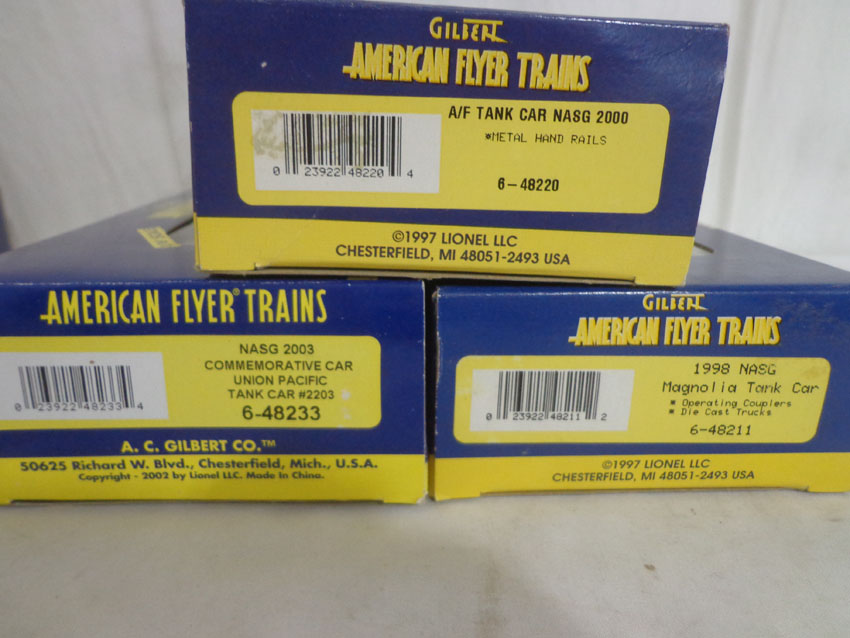 GILBERT
AMERICAN FLYER TRAINS
A/F TANK CAR NASG 2000
*METAL HAND RAILS
0 23922 48220 4
6-48220
©1997 LIONEL LLC
CHESTERFIELD, MI 48051-2493 USA
AMERICAN FLYER® TRAINS
NASG 2003
COMMEMORATIVE CAR
UNION PACIFIC
TANK CAR #2203
0 23922 48233 4
6-48233
A. C. GILBERT CO.™
50625 Richard W. Blvd., Chesterfield, Mich., U.S.A.
Copyright - 2002 by Lionel LLC. Made in China.
GILBERT
AMERICAN FLYER TRAINS
1998 NASG
Magnolia Tank Car
* Operating Couplers
* Die Cast Trucks
0 23922 48211 2
6-48211
©1997 LIONEL LLC
CHESTERFIELD, MI 48051-2493 USA